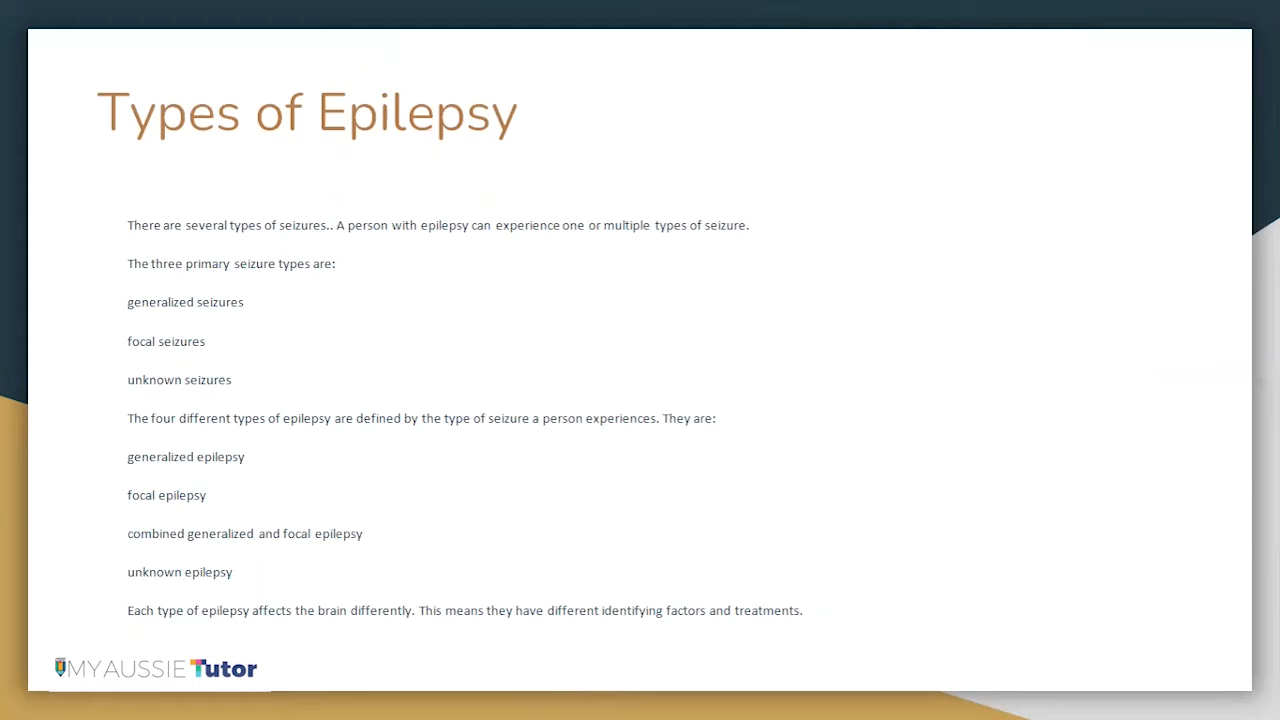 Types of Epilepsy
There are several types of seizures.. A person with epilepsy can experience one or multiple types of seizure.
The three primary seizure types are:
generalized seizures
focal seizures
unknown seizures
The four different types of epilepsy are defined by the type of seizure a person experiences. They are:
generalized epilepsy
focal epilepsy
combined generalized and focal epilepsy
unknown epilepsy
Each type of epilepsy affects the brain differently. This means they have different identifying factors and treatments.
MY AUSSIE Tutor